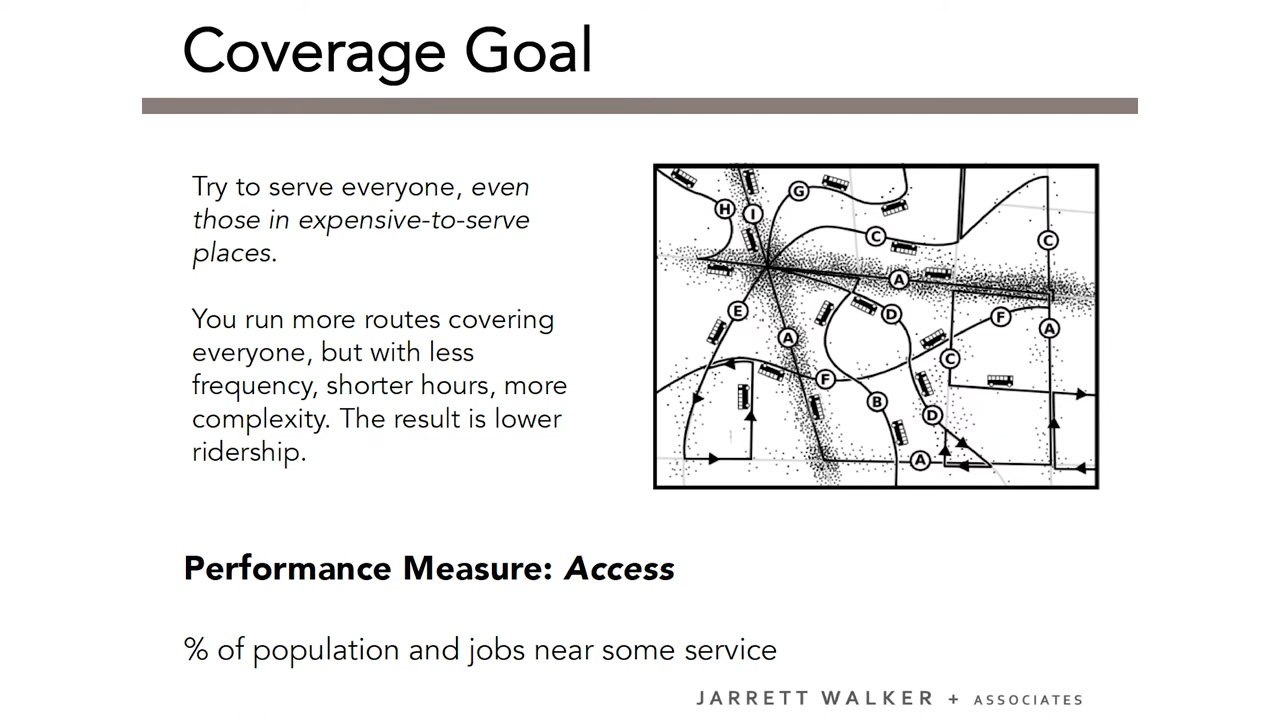 Coverage Goal
Try to serve everyone, even
those in expensive-to-serve
places.
You run more routes covering
everyone, but with less
frequency, shorter hours, more
complexity. The result is lower
ridership.
H
I
G
C
C
A
E
A
D
F
A
C
F
B
D
A
Performance Measure: Access
% of population and jobs near some service
JARRETT WALKER + ASSOCIATES